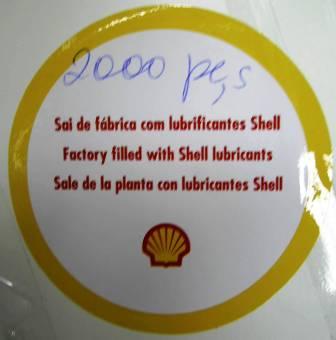 2000 pçs
Sai de fábrica com lubrificantes Shell
Factory filled with Shell lubricants
Sale de la planta con lubricantes Shell